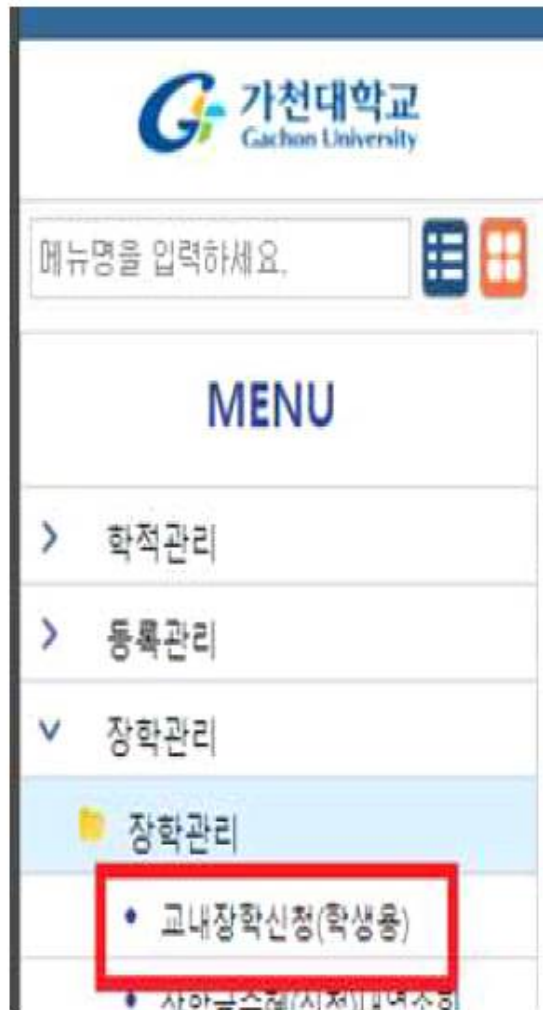 가천대학교
Gachon University
메뉴명을 입력하세요.
MENU
학적관리
등록관리
장학관리
장학관리
교내장학신청(학생용)